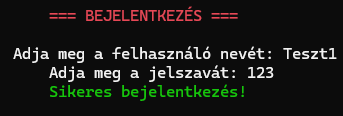 === BEJELENTKEZÉS ===
Adja meg a felhasználó nevét: Teszt1
Adja meg a jelszavát: 123
Sikeres bejelentkezés!